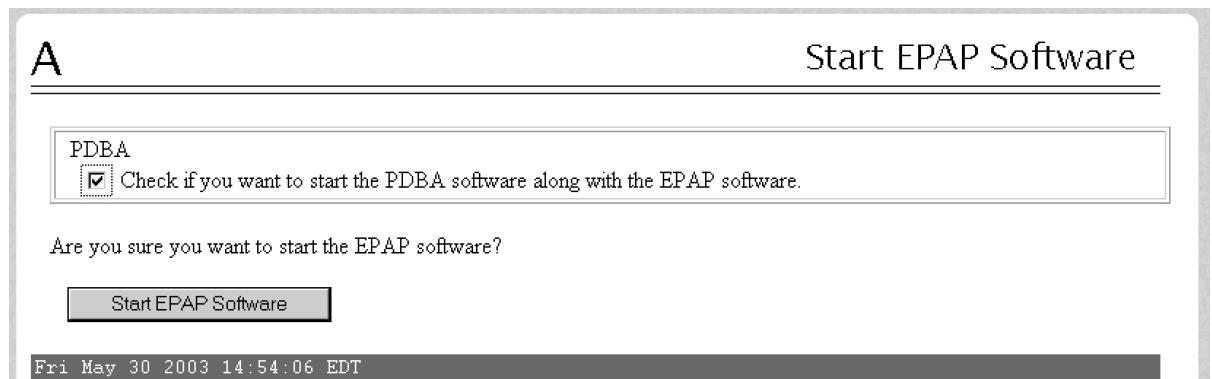 A
Start EPAP Software
PDBA
Check if you want to start the PDBA software along with the EPAP software.
Are you sure you want to start the EPAP software?
Start EPAP Software
Fri May 30 2003 14:54:06 EDT